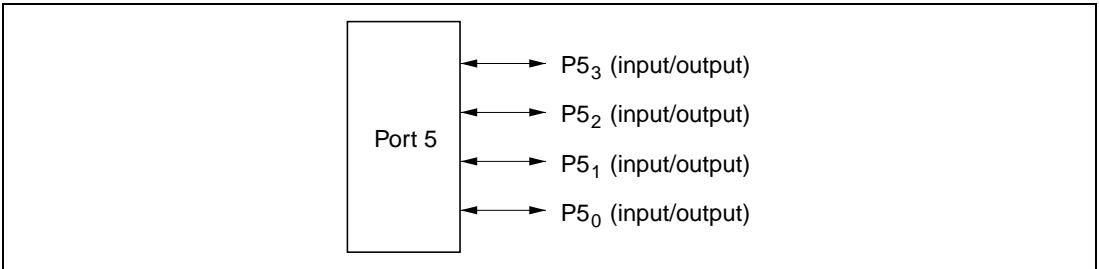 P5₃ (input/output)
P5₂ (input/output)
Port 5
P5₁ (input/output)
P5₀ (input/output)